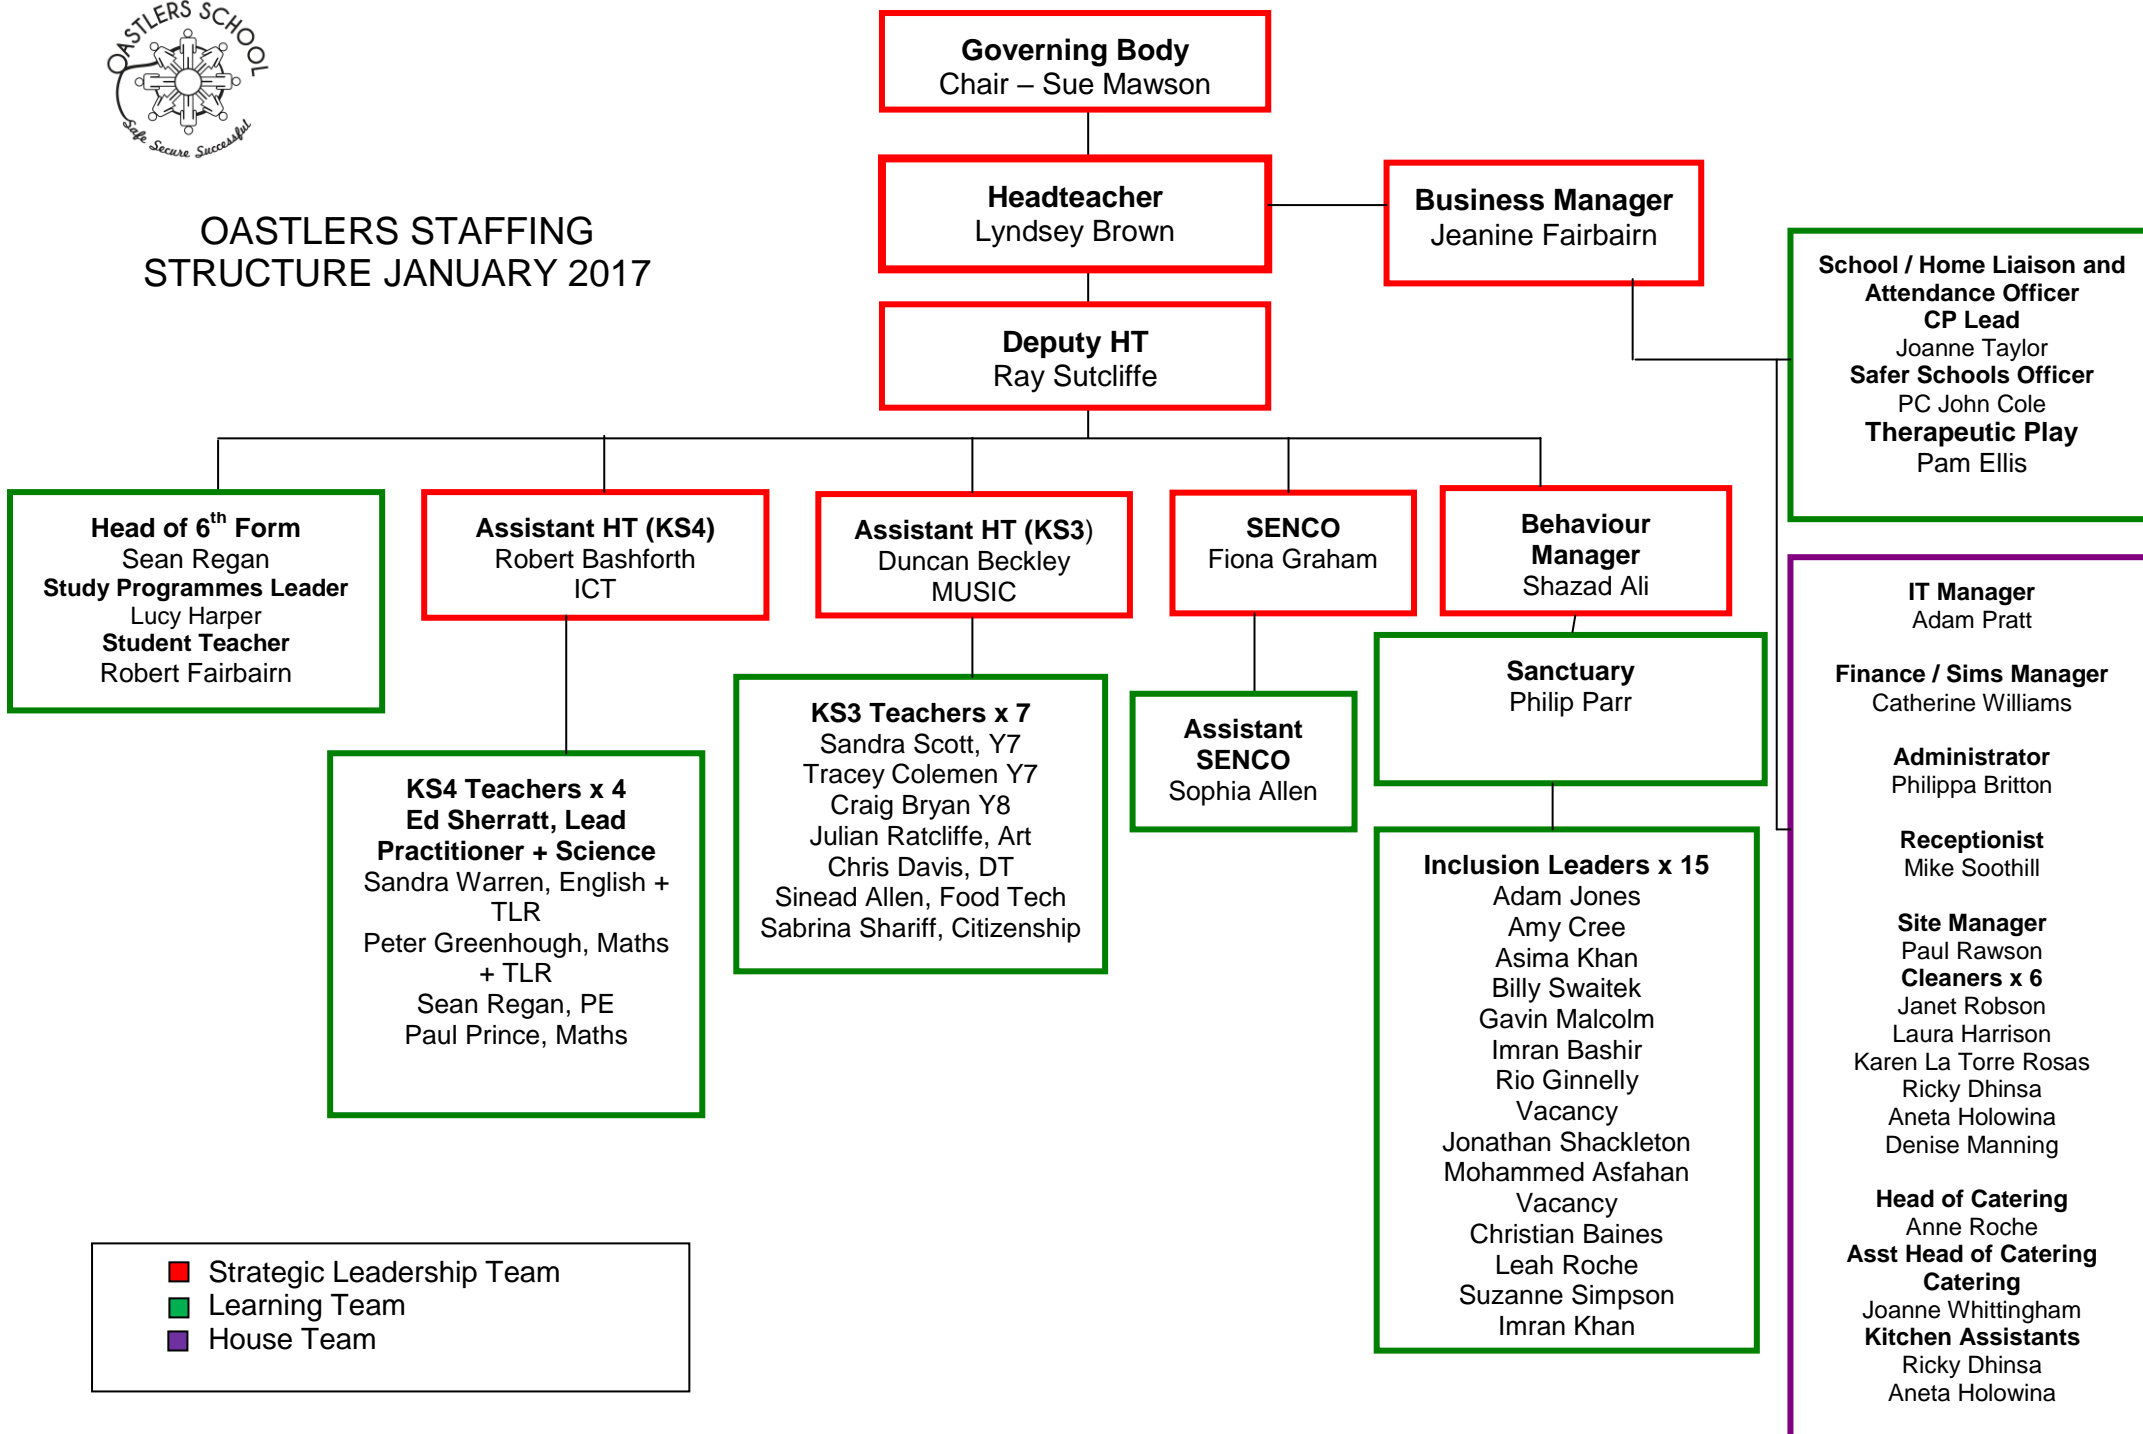 OASTLERS SCHOOL
Safe Secure Successful
OASTLERS STAFFING
STRUCTURE JANUARY 2017
Governing Body
Chair – Sue Mawson
Headteacher
Lyndsey Brown
Business Manager
Jeanine Fairbairn
Deputy HT
Ray Sutcliffe
School / Home Liaison and
Attendance Officer
CP Lead
Joanne Taylor
Safer Schools Officer
PC John Cole
Therapeutic Play
Pam Ellis
Head of 6th Form
Sean Regan
Study Programmes Leader
Lucy Harper
Student Teacher
Robert Fairbairn
Assistant HT (KS4)
Robert Bashforth
ICT
Assistant HT (KS3)
Duncan Beckley
MUSIC
SENCO
Fiona Graham
Behaviour
Manager
Shazad Ali
KS4 Teachers x 4
Ed Sherratt, Lead
Practitioner + Science
Sandra Warren, English +
TLR
Peter Greenhough, Maths
+ TLR
Sean Regan, PE
Paul Prince, Maths
KS3 Teachers x 7
Sandra Scott, Y7
Tracey Colemen Y7
Craig Bryan Y8
Julian Ratcliffe, Art
Chris Davis, DT
Sinead Allen, Food Tech
Sabrina Shariff, Citizenship
Assistant
SENCO
Sophia Allen
Sanctuary
Philip Parr
Inclusion Leaders x 15
Adam Jones
Amy Cree
Asima Khan
Billy Swaitek
Gavin Malcolm
Imran Bashir
Rio Ginnelly
Vacancy
Jonathan Shackleton
Mohammed Asfahan
Vacancy
Christian Baines
Leah Roche
Suzanne Simpson
Imran Khan
IT Manager
Adam Pratt
Finance / Sims Manager
Catherine Williams
Administrator
Philippa Britton
Receptionist
Mike Soothill
Site Manager
Paul Rawson
Cleaners x 6
Janet Robson
Laura Harrison
Karen La Torre Rosas
Ricky Dhinsa
Aneta Holowina
Denise Manning
Head of Catering
Anne Roche
Asst Head of Catering
Catering
Joanne Whittingham
Kitchen Assistants
Ricky Dhinsa
Aneta Holowina
Strategic Leadership Team
Learning Team
House Team